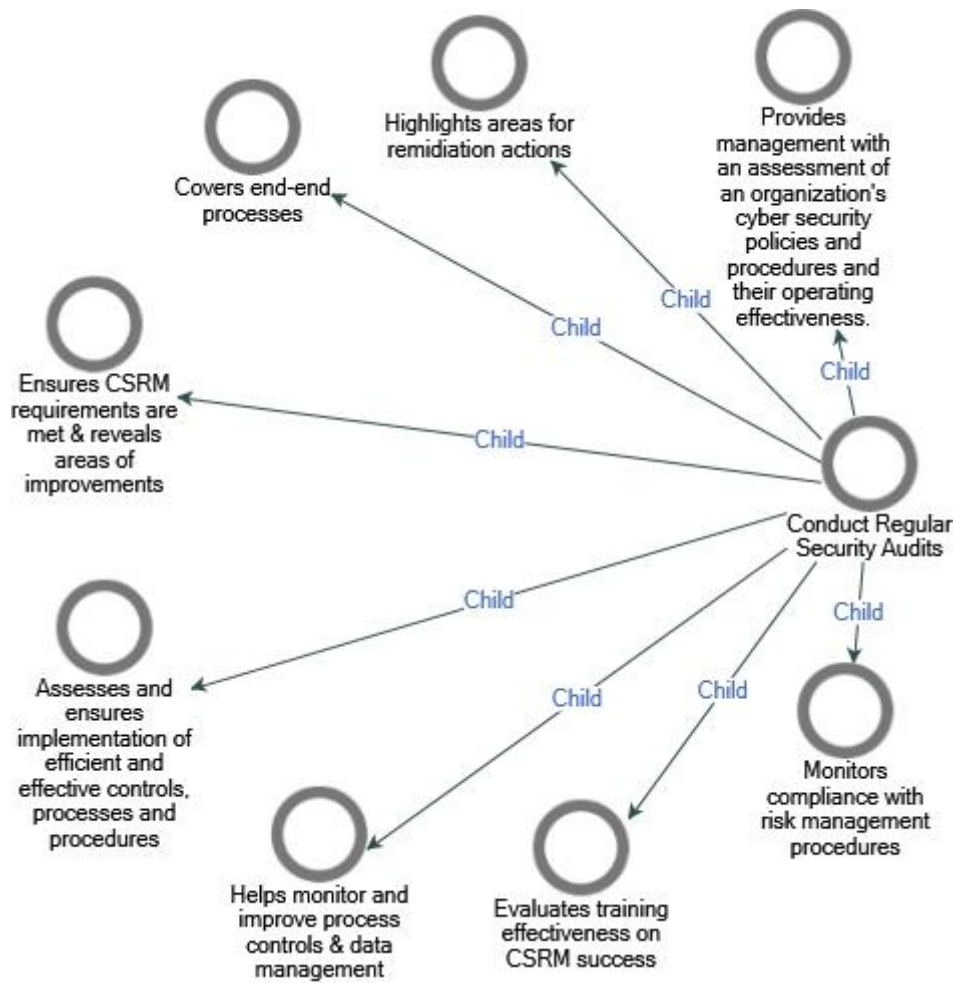 Highlights areas for
remidiation actions
Provides
management with
an assessment of
an organization's
cyber security
policies and
procedures and
their operating
effectiveness.
Covers end-end
processes
Child
Child
Child
Ensures CSRM
requirements are
met & reveals
areas of
improvements
Child
Conduct Regular
Security Audits
Child
Child
Child
Child
Assesses and
ensures
implementation of
efficient and
effective controls,
processes and
procedures
Monitors
compliance with
risk management
procedures
Helps monitor and
improve process
controls & data
management
Evaluates training
effectiveness on
CSRM success